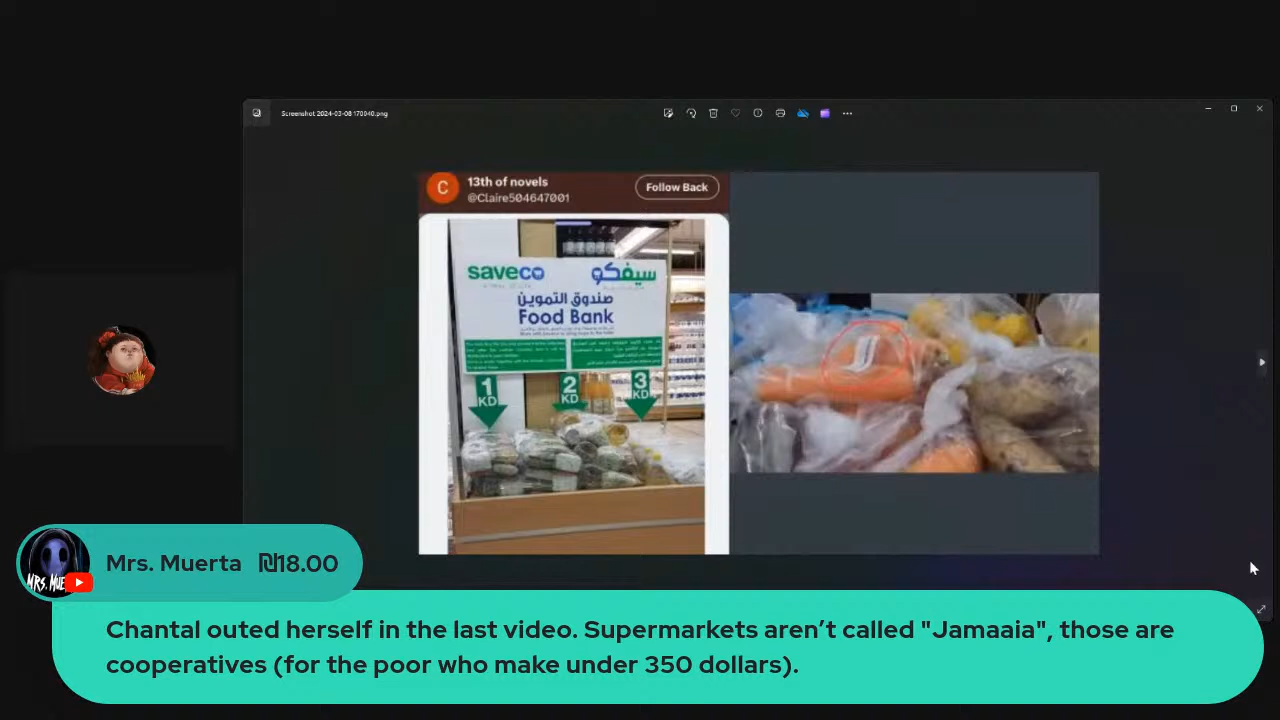 Screenshot 2024-03-08 170040.png
C
13th of novels
@Claire504647001
Follow Back
saveco
سيفكو
صندوق التموين
Food Bank
1
KD
2
KD
3
KD
Mrs. Muerta ₪18.00
Chantal outed herself in the last video. Supermarkets aren’t called "Jamaaia", those are
cooperatives (for the poor who make under 350 dollars).